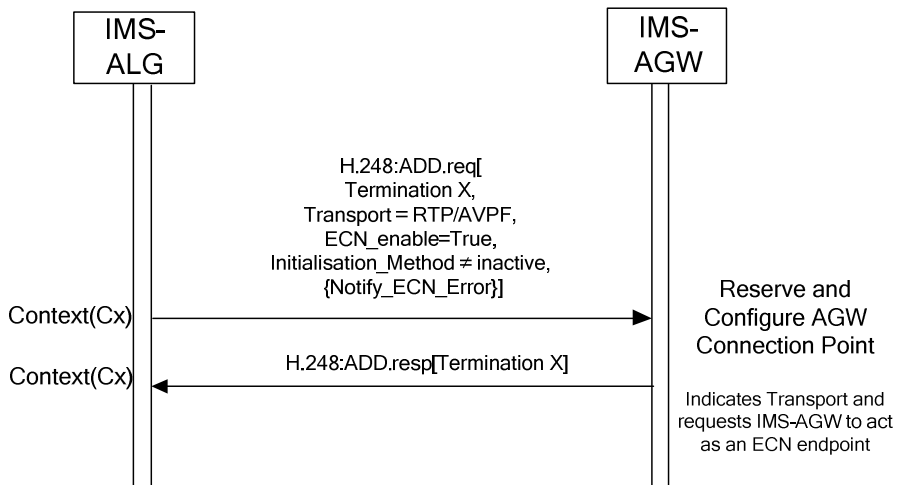 IMS-
ALG
IMS-
AGW
H.248:ADD.req[
Termination X,
Transport = RTP/AVPF,
ECN_enable=True,
Initialisation_Method ≠ inactive,
{Notify_ECN_Error}]
Context(Cx)
Reserve and
Configure AGW
Connection Point
H.248:ADD.resp[Termination X]
Context(Cx)
Indicates Transport and
requests IMS-AGW to act
as an ECN endpoint